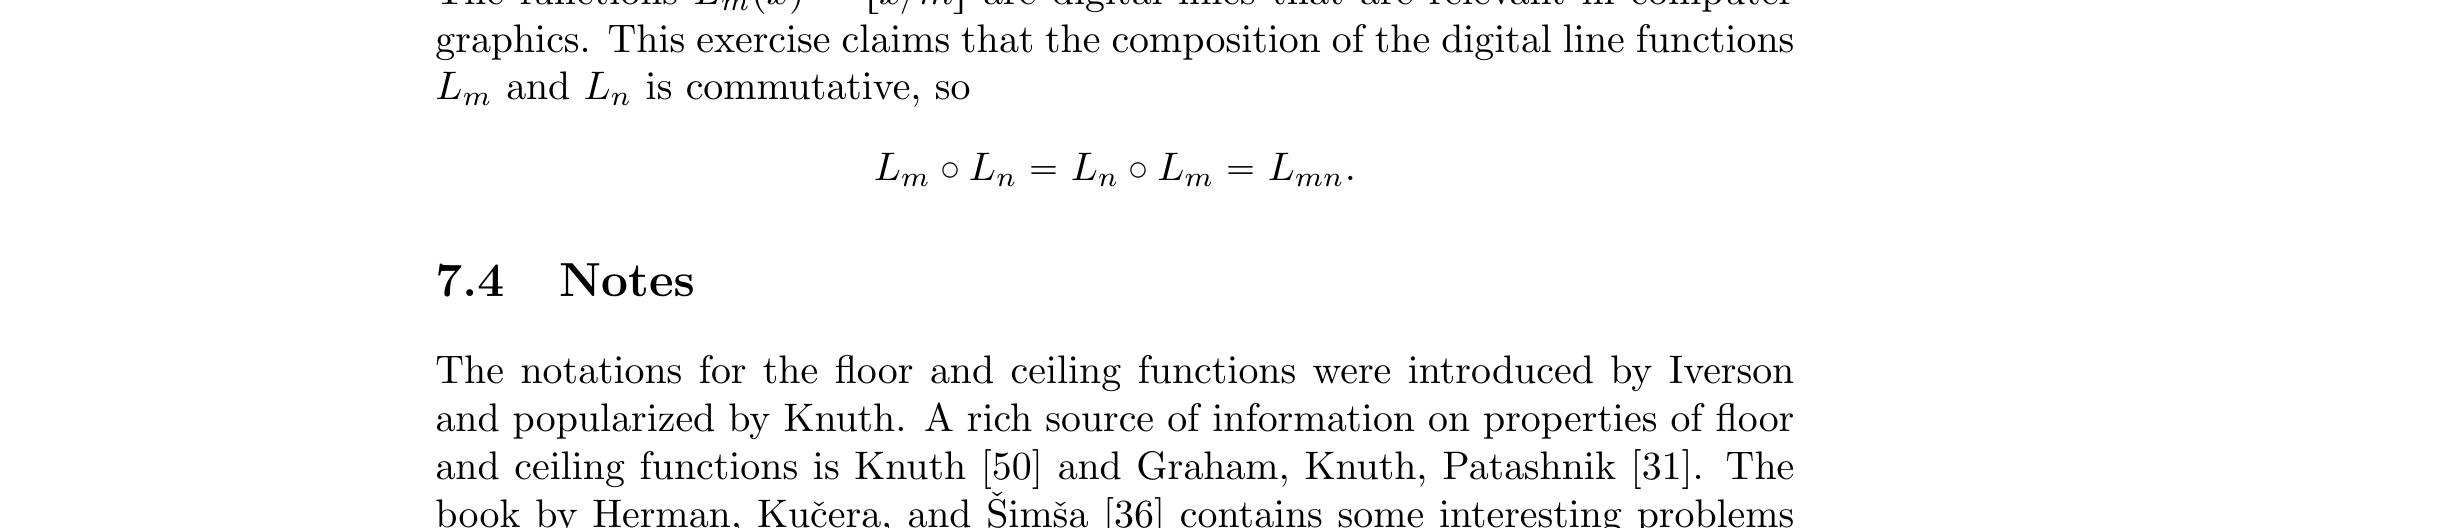 The functions L_m(x) = ⌊x/m⌋ are digital lines that are relevant in computer
graphics. This exercise claims that the composition of the digital line functions
L_m and L_n is commutative, so
L_m ∘ L_n = L_n ∘ L_m = L_{mn}.
7.4 Notes
The notations for the floor and ceiling functions were introduced by Iverson
and popularized by Knuth. A rich source of information on properties of floor
and ceiling functions is Knuth [50] and Graham, Knuth, Patashnik [31]. The
book by Herman, Kučera, and Šimša [36] contains some interesting problems